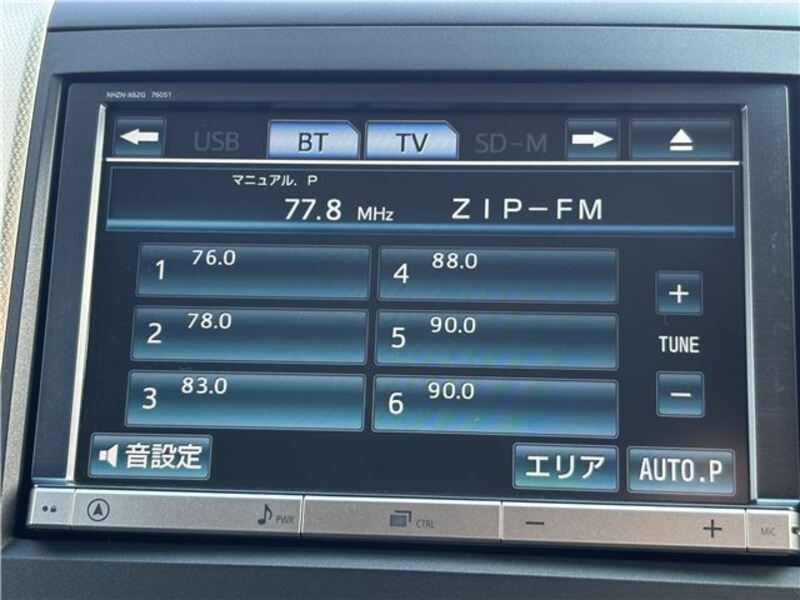 NHZN-X62G 76051
USB BT TV SD-M
マニュアル. P
77.8 MHz ZIP-FM
1 76.0 4 88.0
2 78.0 5 90.0
TUNE
3 83.0 6 90.0
音設定 エリア AUTO.P
PWR CTRL MIC